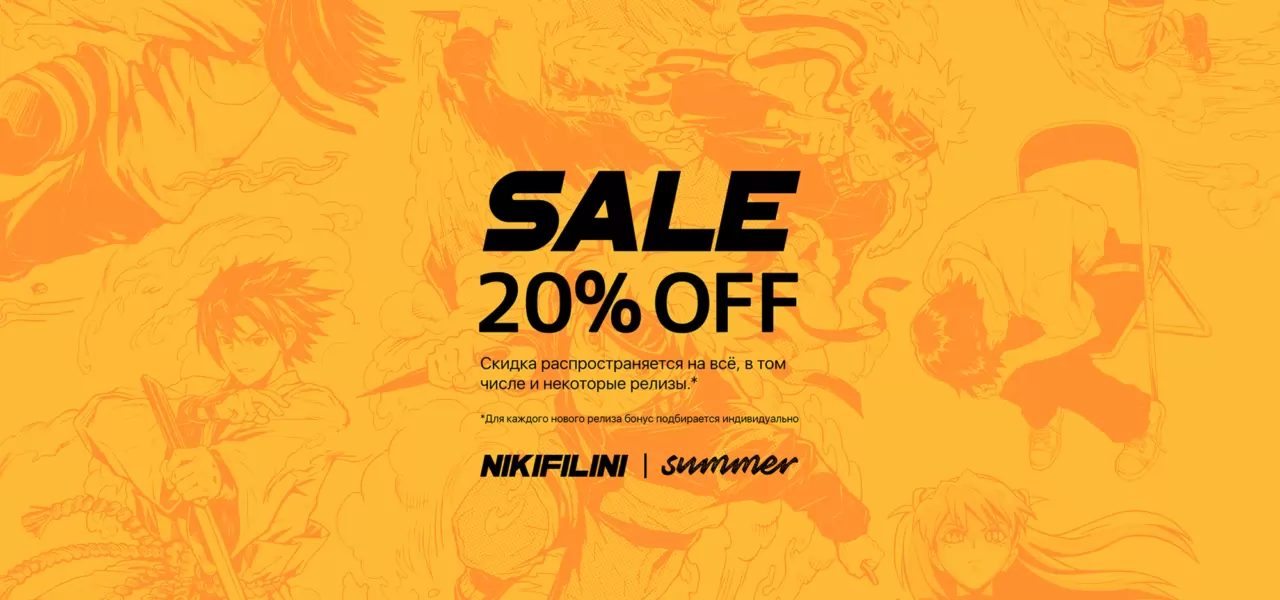 SALE
20% OFF
Скидка распространяется на всё, в том
числе и некоторые релизы.*
*Для каждого нового релиза бонус подбирается индивидуально
NIKIFILINI | summer